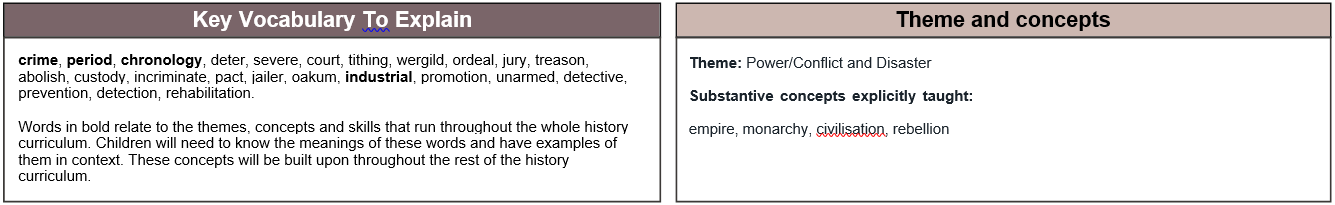 Key Vocabulary To Explain
crime, period, chronology, deter, severe, court, tithing, wergild, ordeal, jury, treason,
abolish, custody, incriminate, pact, jailer, oakum, industrial, promotion, unarmed, detective,
prevention, detection, rehabilitation.
Words in bold relate to the themes, concepts and skills that run throughout the whole history
curriculum. Children will need to know the meanings of these words and have examples of
them in context. These concepts will be built upon throughout the rest of the history
curriculum.
Theme and concepts
Theme: Power/Conflict and Disaster
Substantive concepts explicitly taught:
empire, monarchy, civilisation, rebellion